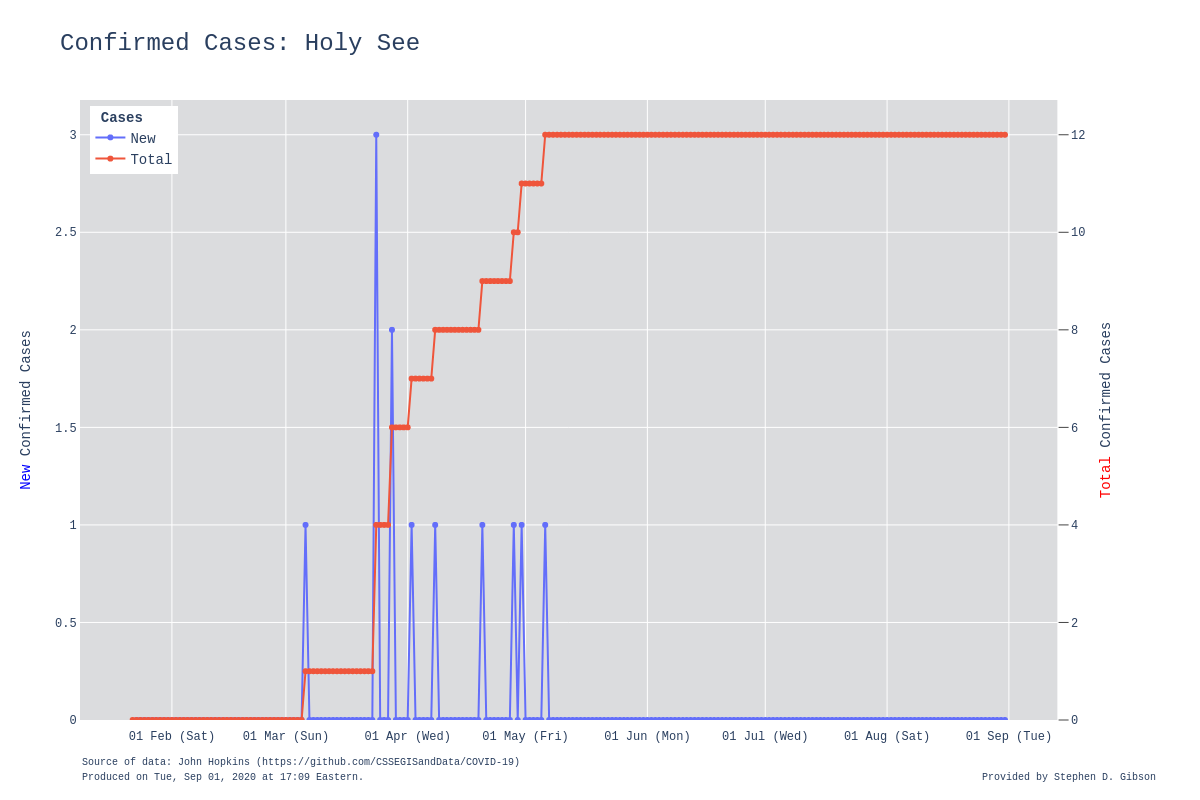 Confirmed Cases: Holy See
Cases
New
Total
3
2.5
2
1.5
1
0.5
0
12
10
8
6
4
2
0
New Confirmed Cases
Total Confirmed Cases
01 Feb (Sat) 01 Mar (Sun) 01 Apr (Wed) 01 May (Fri) 01 Jun (Mon) 01 Jul (Wed) 01 Aug (Sat) 01 Sep (Tue)
Source of data: John Hopkins (https://github.com/CSSEGISandData/COVID-19)
Produced on Tue, Sep 01, 2020 at 17:09 Eastern.
Provided by Stephen D. Gibson